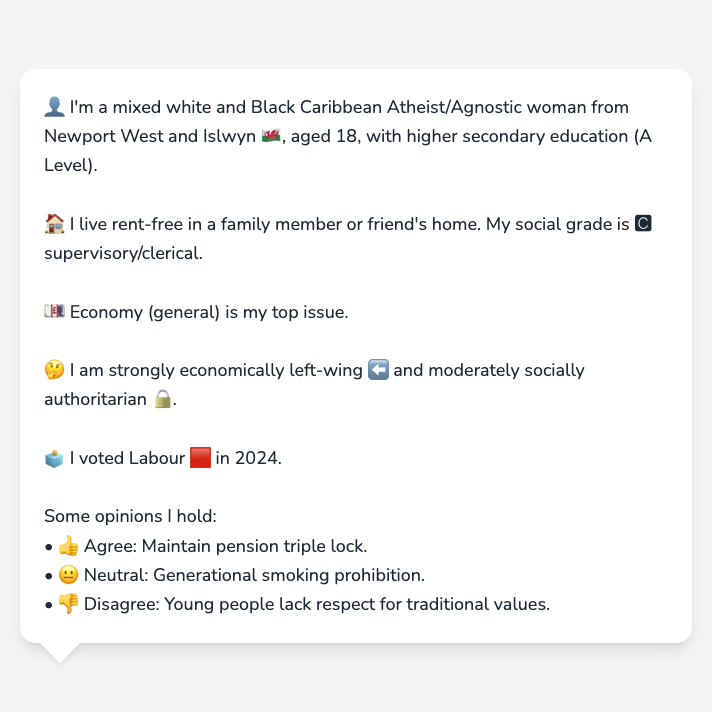 👤 I'm a mixed white and Black Caribbean Atheist/Agnostic woman from
Newport West and Islwyn 🏴󠁧󠁢󠁷󠁬󠁳󠁿, aged 18, with higher secondary education (A
Level).
🏠 I live rent-free in a family member or friend's home. My social grade is C
supervisory/clerical.
💷 Economy (general) is my top issue.
🤔 I am strongly economically left-wing ⬅️ and moderately socially
authoritarian 🔒.
🗳️ I voted Labour 🟥 in 2024.
Some opinions I hold:
• 👍 Agree: Maintain pension triple lock.
• 😐 Neutral: Generational smoking prohibition.
• 👎 Disagree: Young people lack respect for traditional values.